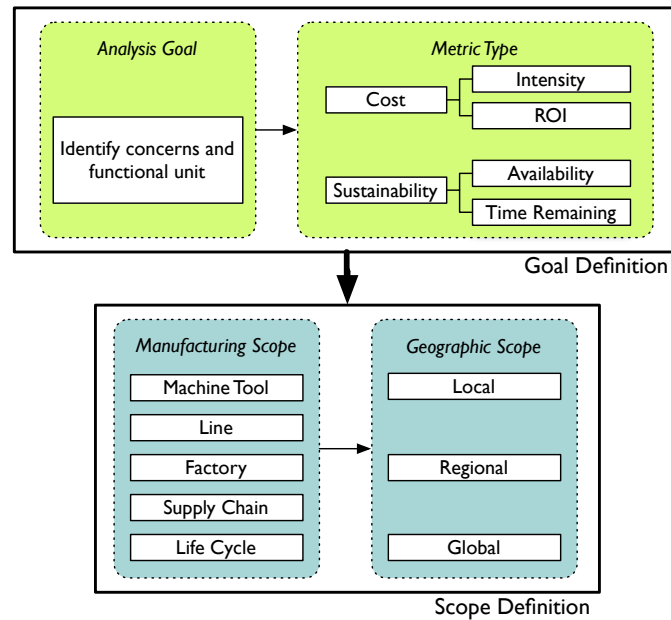 Analysis Goal
Identify concerns and
functional unit
Metric Type
Cost
Intensity
ROI
Sustainability
Availability
Time Remaining
Goal Definition
Manufacturing Scope
Machine Tool
Line
Factory
Supply Chain
Life Cycle
Geographic Scope
Local
Regional
Global
Scope Definition